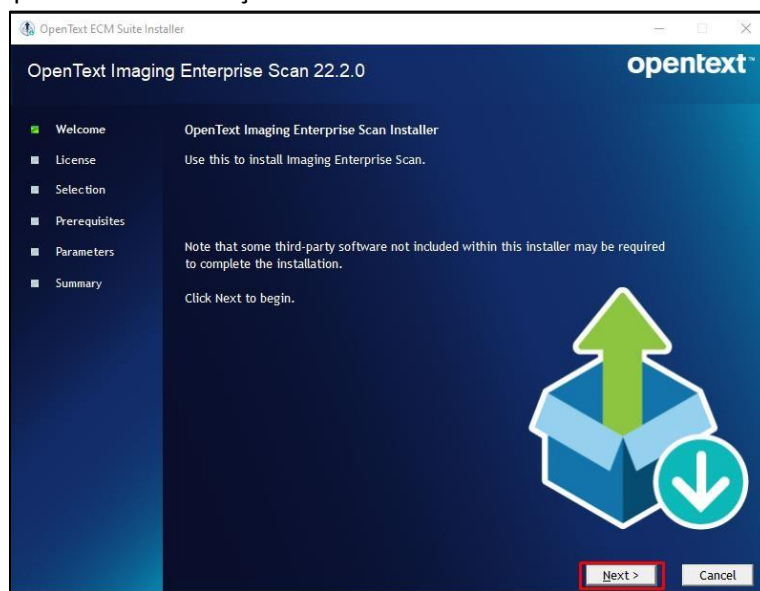 OpenText ECM Suite Installer
OpenText Imaging Enterprise Scan 22.2.0
opentext™
Welcome
OpenText Imaging Enterprise Scan Installer
License
Use this to install Imaging Enterprise Scan.
Selection
Prerequisites
Parameters
Note that some third-party software not included within this installer may be required
to complete the installation.
Summary
Click Next to begin.
Next >
Cancel